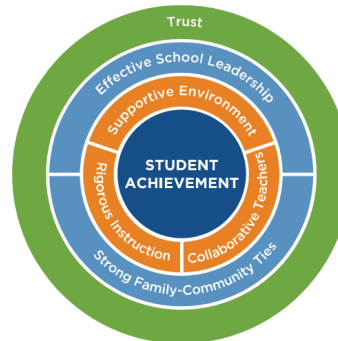 Trust
Effective School Leadership
Supportive Environment
STUDENT
ACHIEVEMENT
Rigorous Instruction
Collaborative Teachers
Strong Family-Community Ties